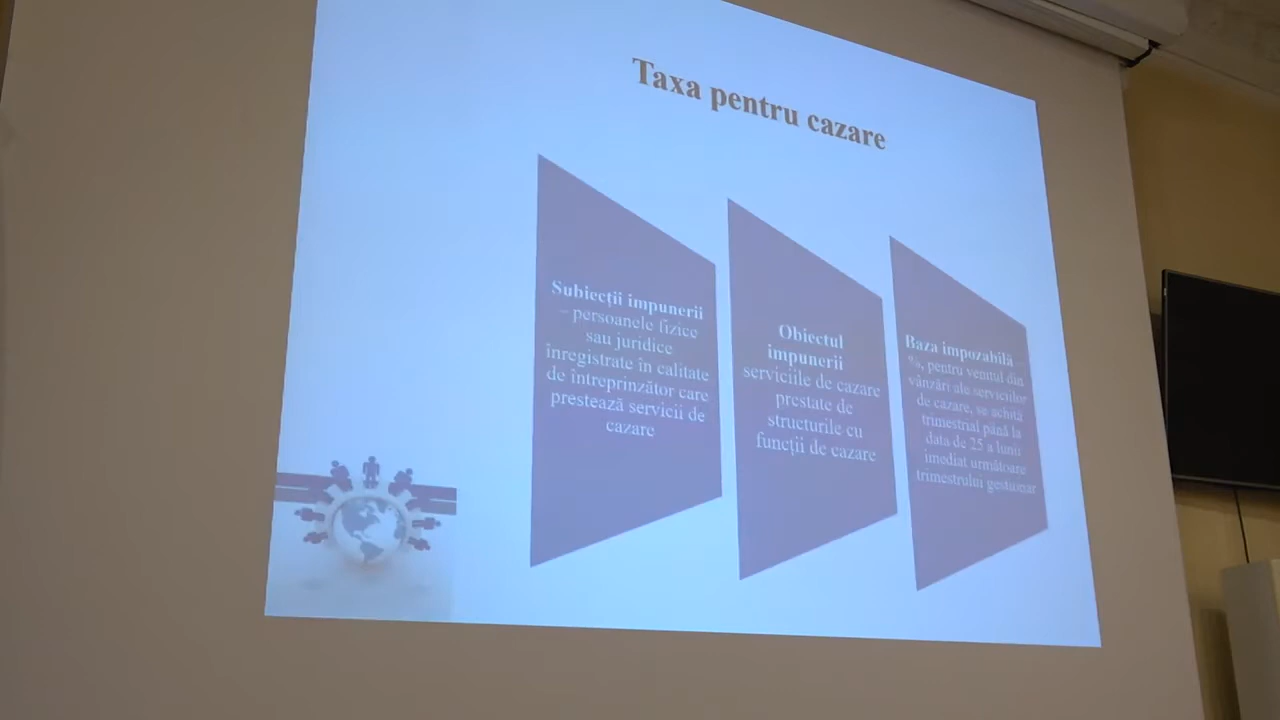 Taxa pentru cazare
Subiecții impunerii
– persoanele fizice
sau juridice
înregistrate în calitate
de întreprinzător care
prestează servicii de
cazare
Obiectul
impunerii
serviciile de cazare
prestate de
structurile cu
funcții de cazare
Baza impozabilă –
%, pentru venitul din
vânzări ale serviciilor
de cazare, se achită
trimestrial până la
data de 25 a lunii
imediat următoare
trimestrului gestionar